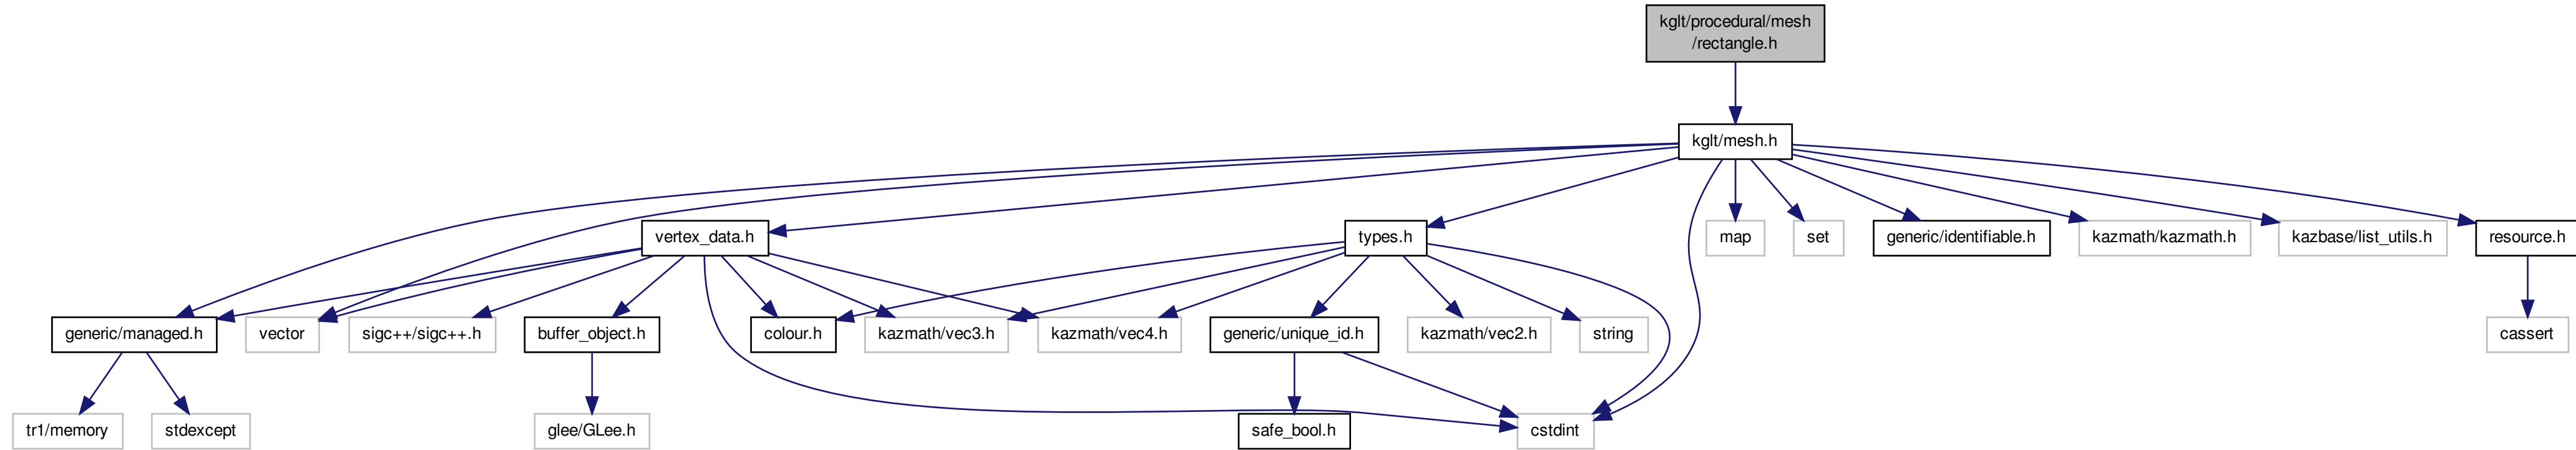 kglt/procedural/mesh
/rectangle.h
kglt/mesh.h
vertex_data.h
types.h
map
set
generic/identifiable.h
kazmath/kazmath.h
kazbase/list_utils.h
resource.h
generic/managed.h
vector
sigc++/sigc++.h
buffer_object.h
colour.h
kazmath/vec3.h
kazmath/vec4.h
generic/unique_id.h
kazmath/vec2.h
string
cassert
tr1/memory
stdexcept
glee/GLee.h
safe_bool.h
cstdint